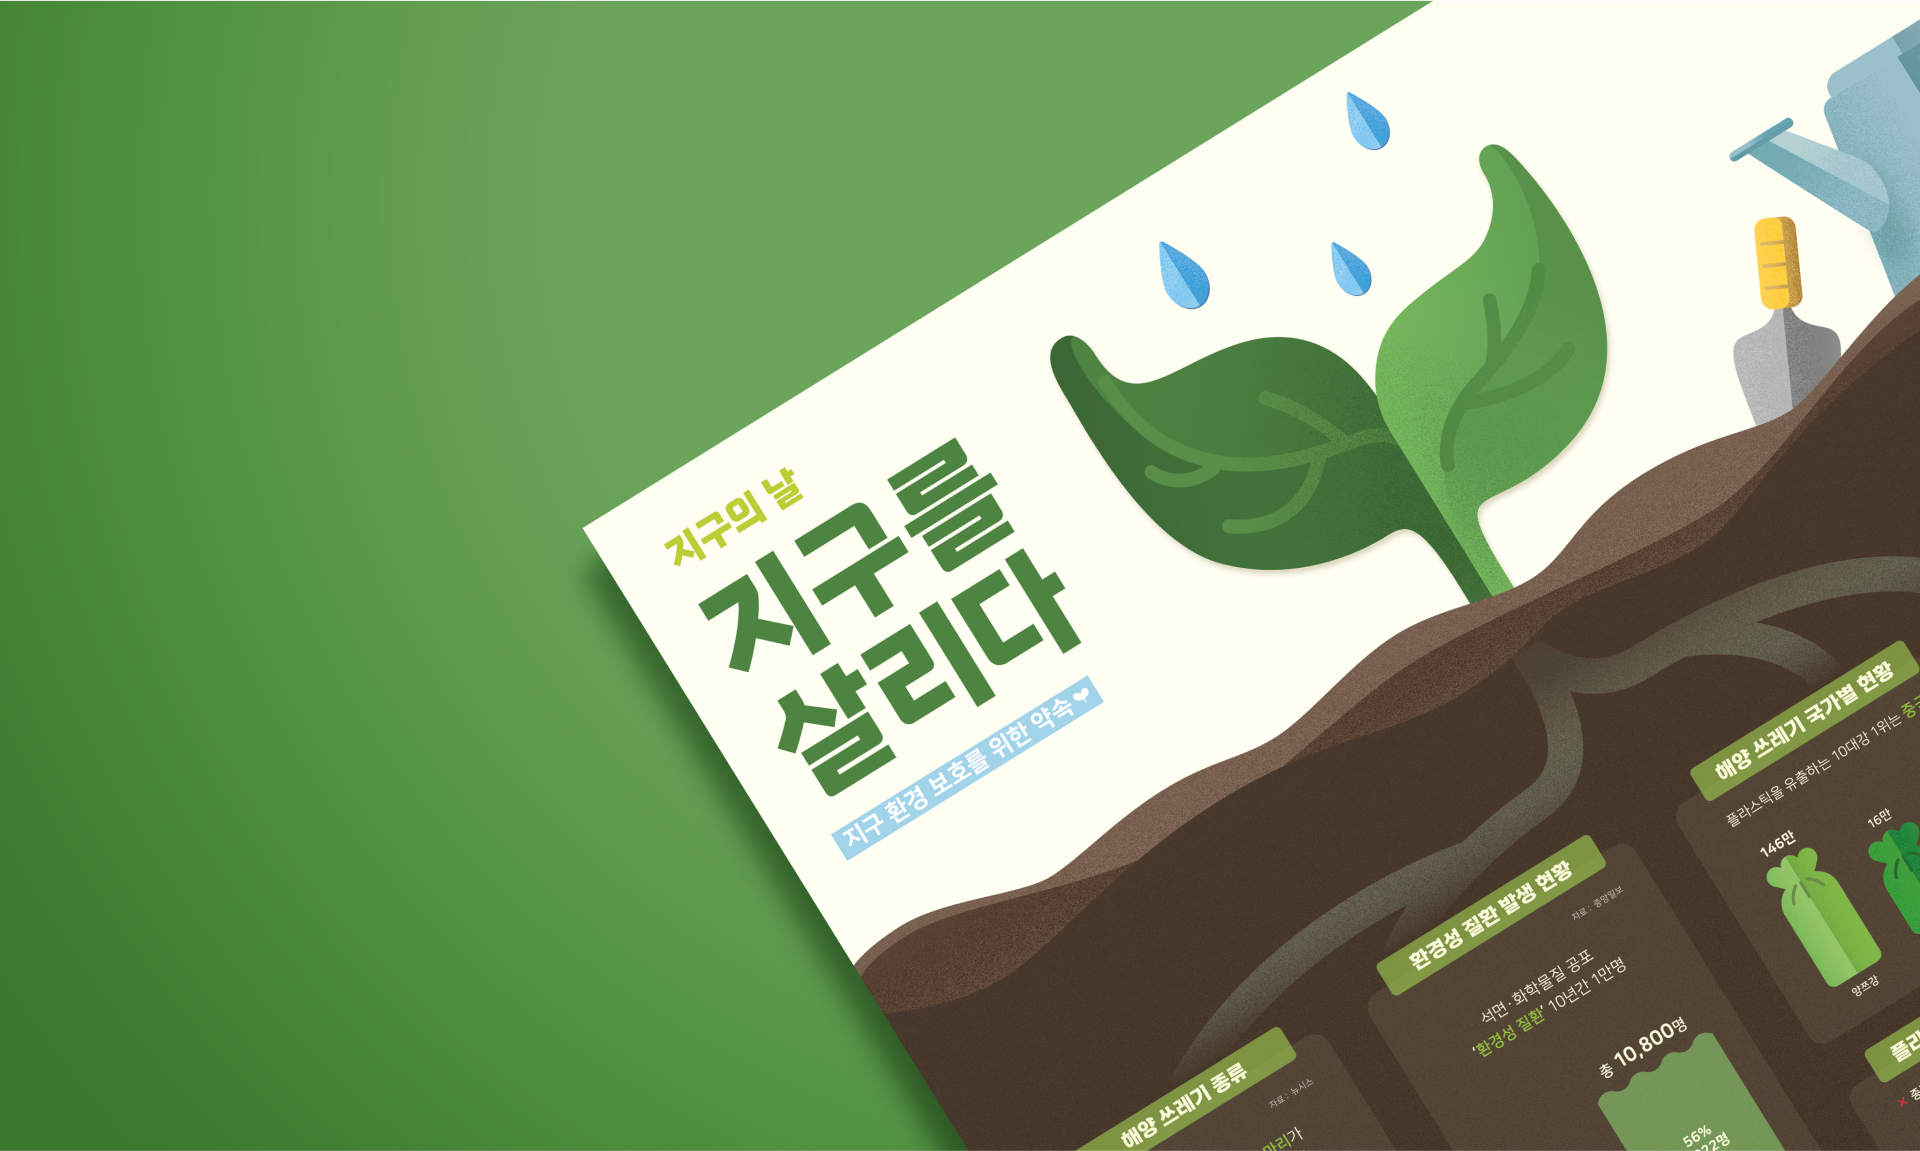 지구의 날
지구를
살리다
지구 환경 보호를 위한 약속
해양 쓰레기 국가별 현황
플라스틱을 유출하는 10대강 1위는
146만
16만
양쯔강
환경성 질환 발생 현황
자료 : 중앙일보
석면·화학물질 공포
'환경성 질환' 10년간 1만명
총 10,800명
56%
해양 쓰레기 종류
자료 : 뉴시스
마리가